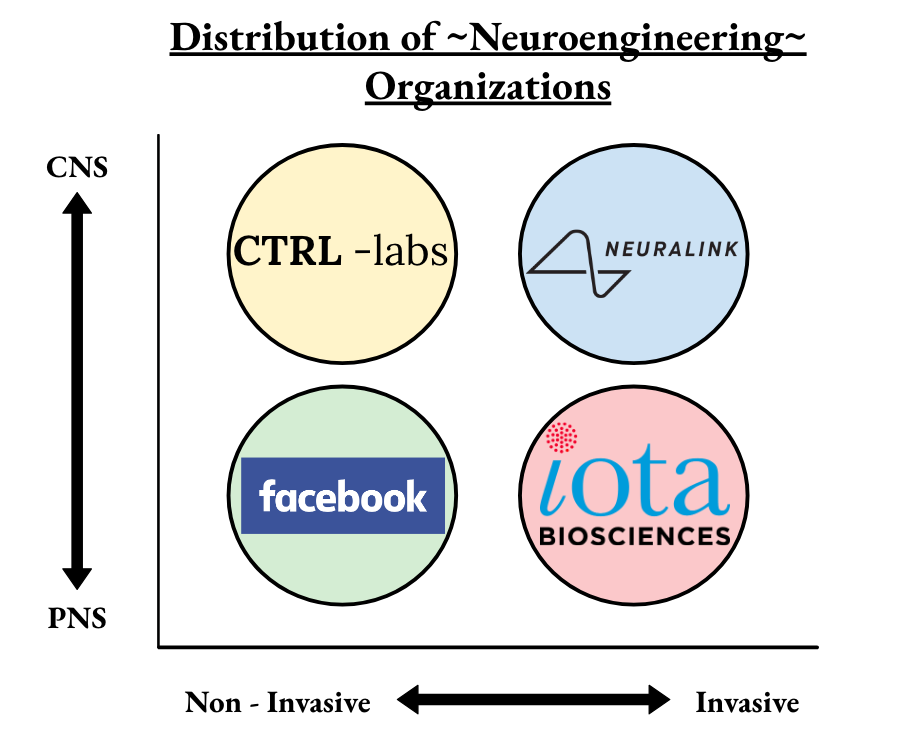 Distribution of ~Neuroengineering~
Organizations
CNS
CTRL -labs
NEURALINK
facebook
iota
BIOSCIENCES
PNS
Non - Invasive
Invasive